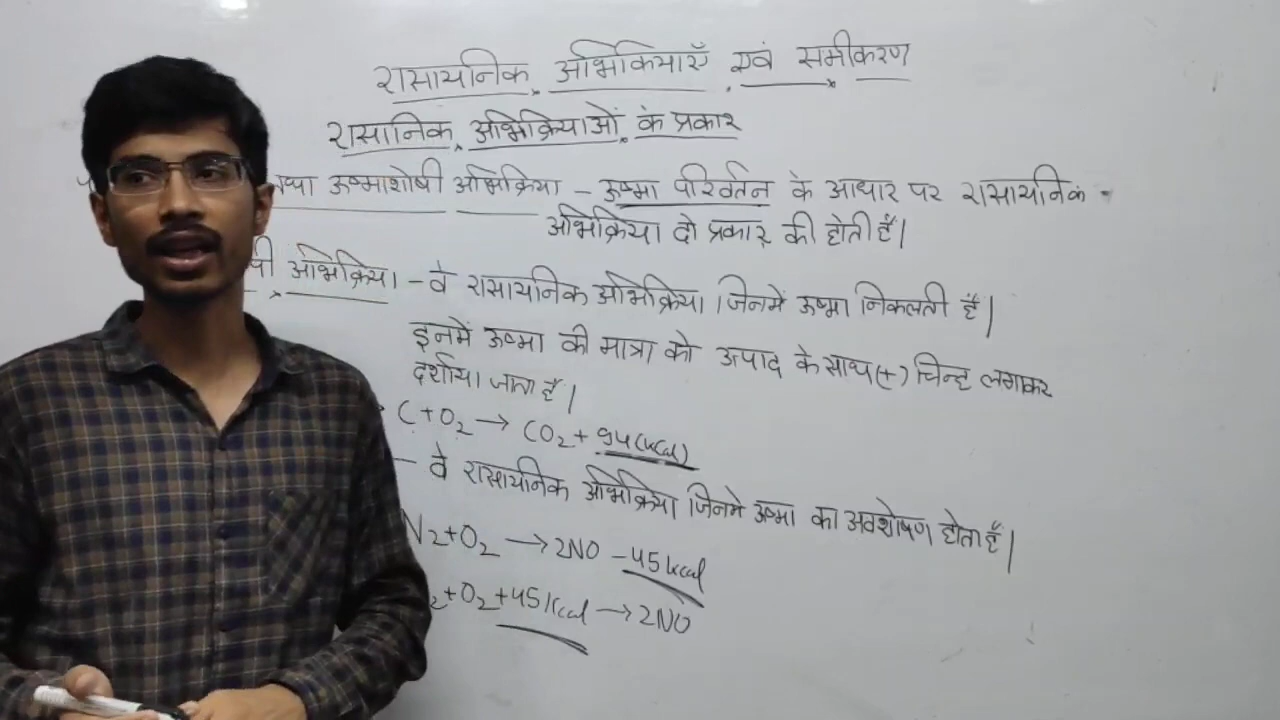 रासायनिक अभिक्रियाएँ एवं समीकरण
रासानिक अभिक्रियाओं के प्रकार
ऊष्माशोषी अभिक्रिया – ऊष्मा परिवर्तन के आधार पर रासायनिक
अभिक्रिया दो प्रकार की होती हैं।
अभिक्रिया – वे रासायनिक अभिक्रिया जिनमें ऊष्मा निकलती हैं।
इनमें ऊष्मा की मात्रा को उत्पाद के साथ (+) चिन्ह लगाकर
दर्शाया जाता हैं।
C + O₂ → CO₂ + 94(kcal)
– वे रासायनिक अभिक्रिया जिनमे ऊष्मा का अवशोषण होता हैं।
N₂ + O₂ → 2NO – 45 kcal
₂ + O₂ + 45 kcal → 2NO